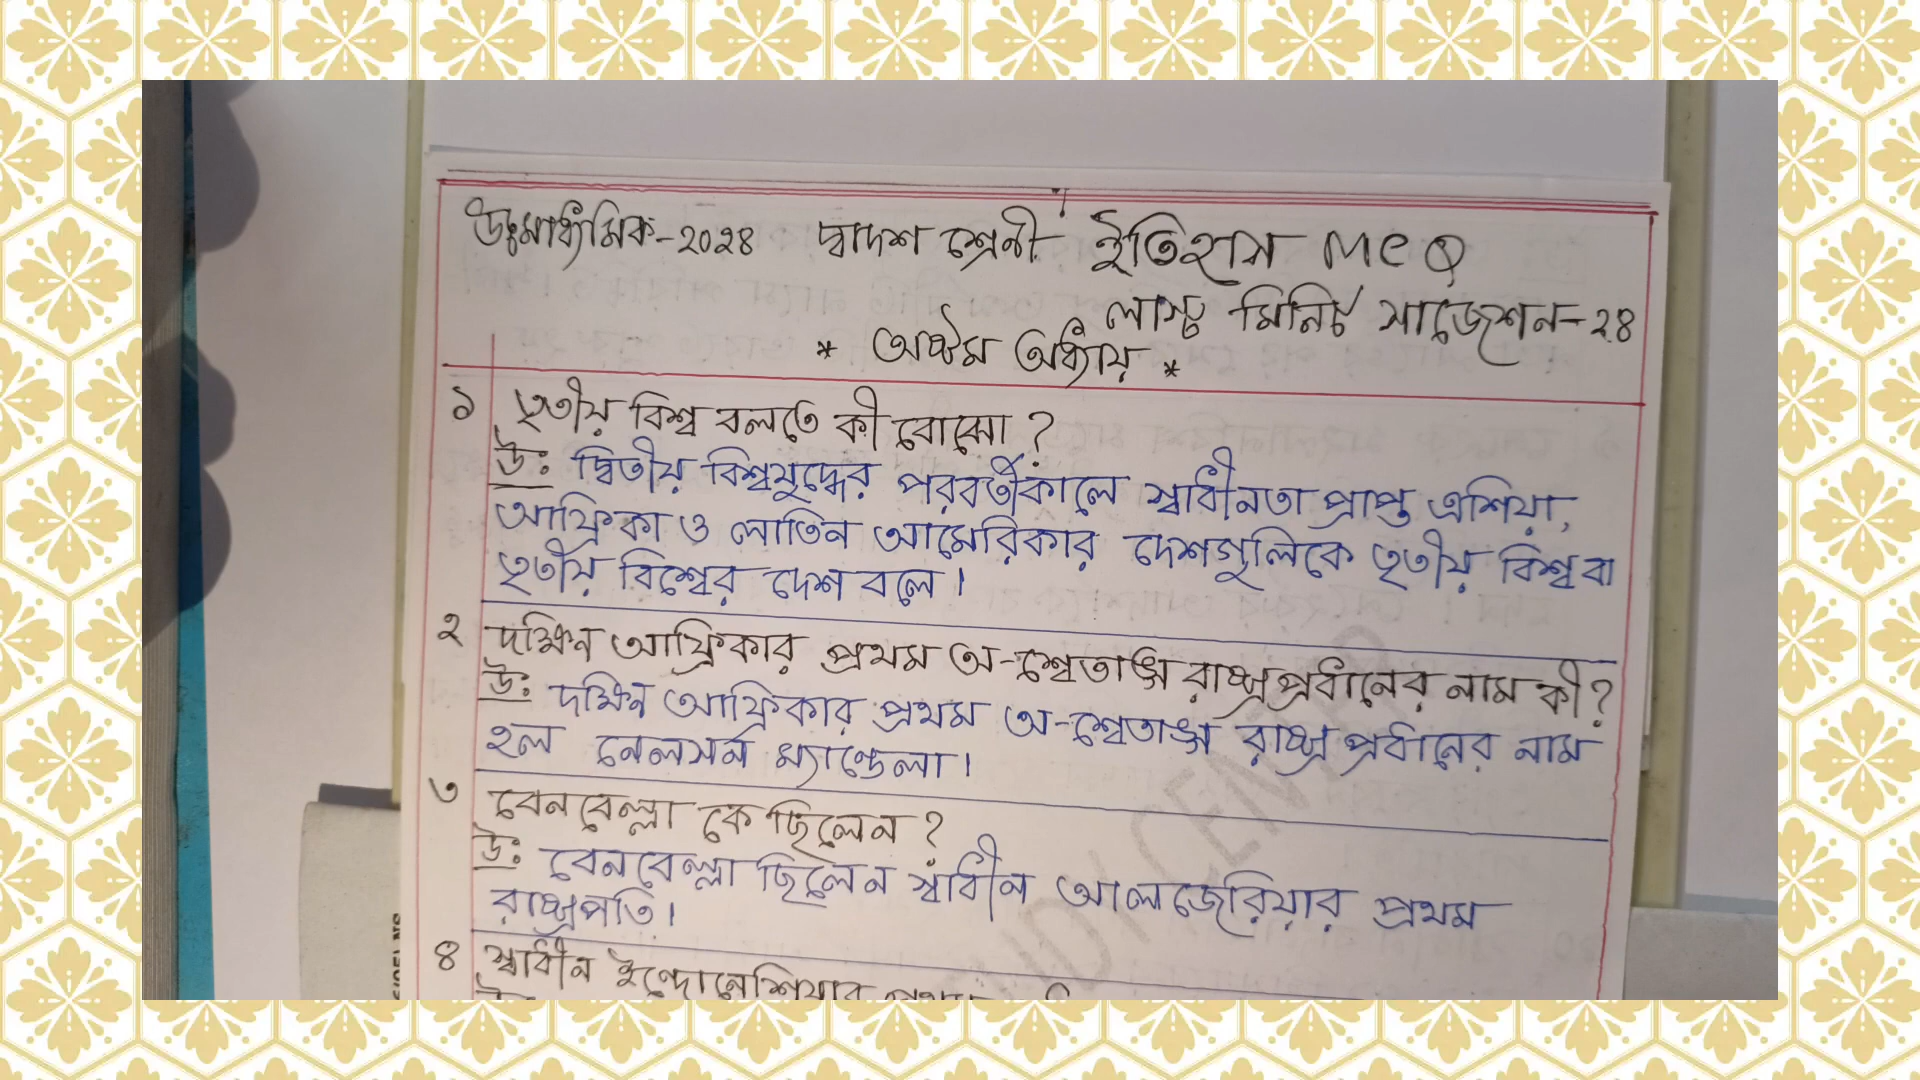 উঃমাধ্যমিক-২০২৪ দ্বাদশ শ্রেনী ইতিহাস MCQ
লাস্ট মিনিট সাজেশন-২৪
* অষ্টম অধ্যায় *
১ তৃতীয় বিশ্ব বলতে কী বোঝো ?
উঃ দ্বিতীয় বিশ্বযুদ্ধের পরবর্তীকালে স্বাধীনতা প্রাপ্ত এশিয়া,
আফ্রিকা ও লাতিন আমেরিকার দেশগুলিকে তৃতীয় বিশ্ব বা
তৃতীয় বিশ্বের দেশ বলে।
২ দক্ষিন আফ্রিকার প্রথম অ-শ্বেতাঙ্গ রাষ্ট্রপ্রধানের নাম কী?
উঃ দক্ষিন আফ্রিকার প্রথম অ-শ্বেতাঙ্গ রাষ্ট্র প্রধানের নাম
হল নেলসন ম্যান্ডেলা।
৩ বেনবেল্লা কে ছিলেন ?
উঃ বেনবেল্লা ছিলেন স্বাধীন আলজেরিয়ার প্রথম
রাষ্ট্রপতি।
৪ স্বাধীন ইন্দোনেশিয়ার